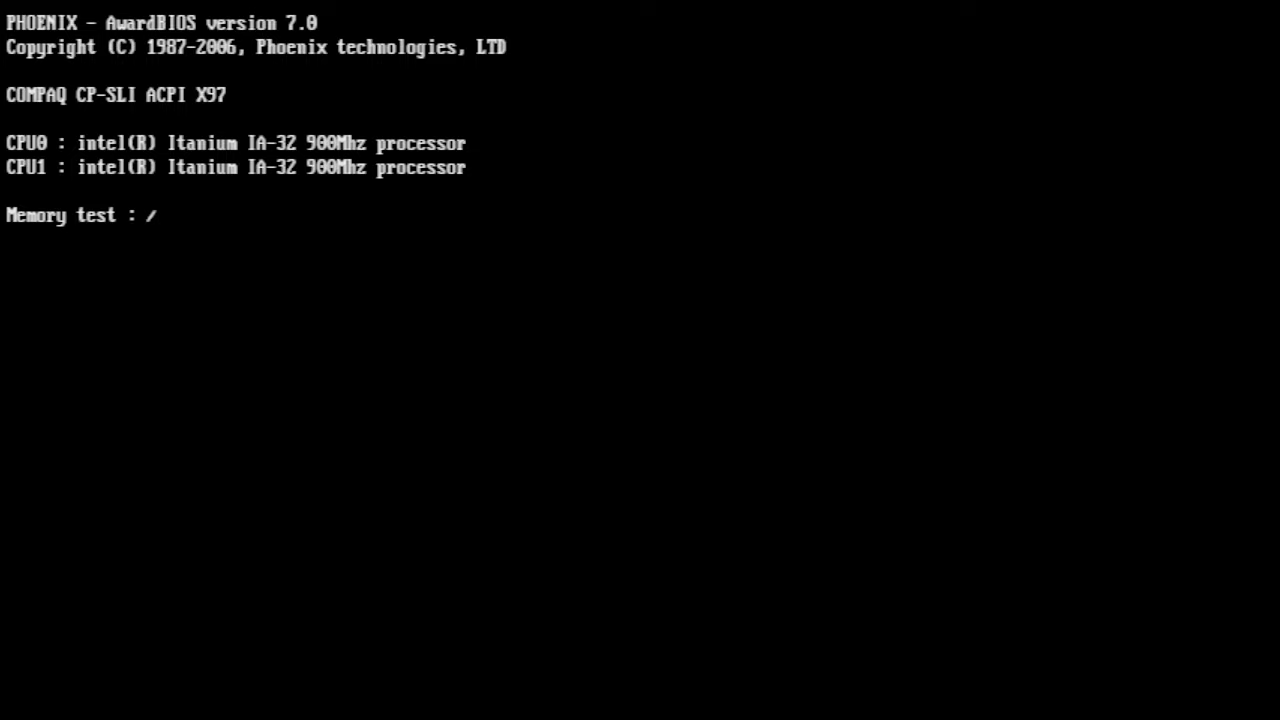 PHOENIX - AwardBIOS version 7.0
Copyright (C) 1987-2006, Phoenix technologies, LTD
COMPAQ CP-SLI ACPI X97
CPU0 : intel(R) Itanium IA-32 900Mhz processor
CPU1 : intel(R) Itanium IA-32 900Mhz processor
Memory test : /